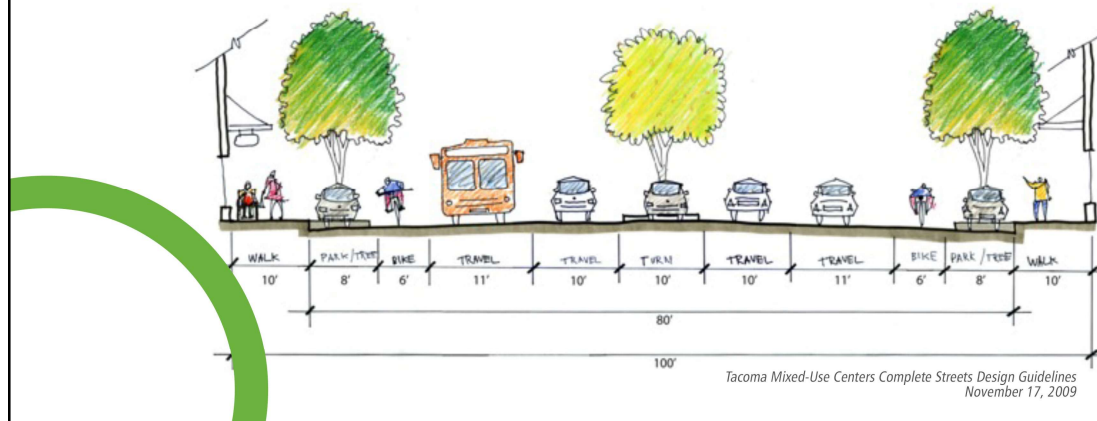 WALK PARK/TREE BIKE TRAVEL TRAVEL TURN TRAVEL TRAVEL BIKE PARK/TREE WALK
10' 8' 6' 11' 10' 10' 10' 11' 6' 8' 10'
80'
100'
Tacoma Mixed-Use Centers Complete Streets Design Guidelines
November 17, 2009